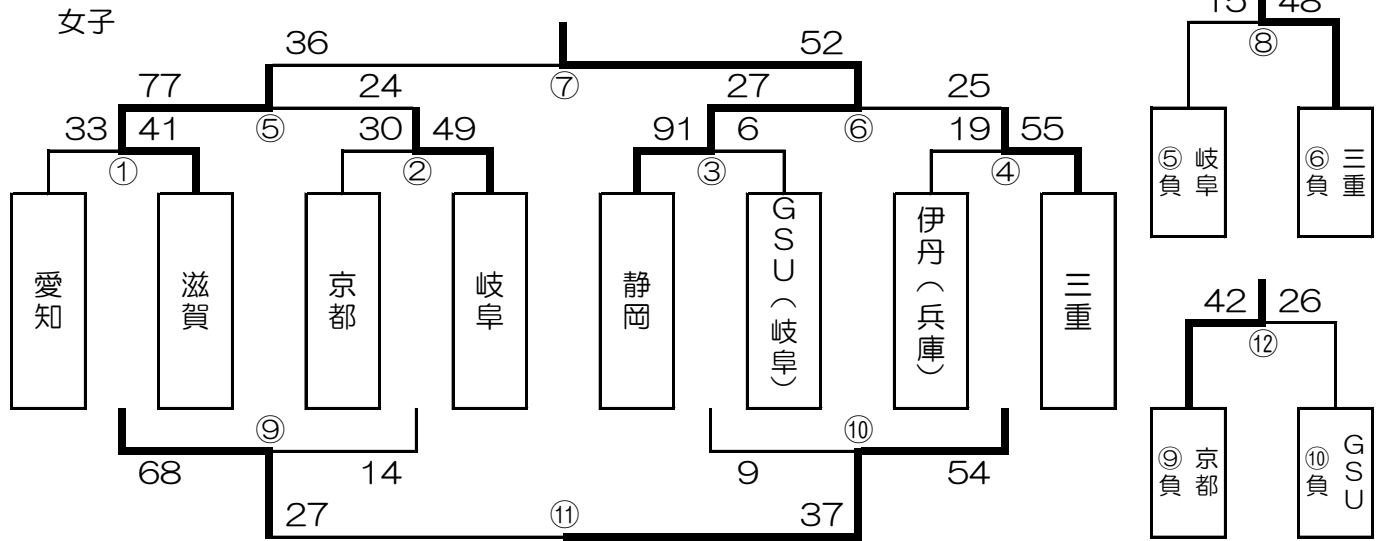 女子
36 52
⑦
77 24 27 25
⑤ ⑥
33 41 30 49 91 6 19 55
① ② ③ ④
愛知
滋賀
京都
岐阜
静岡
GSU(岐阜)
伊丹(兵庫)
三重
⑨ ⑩
68 14 9 54
27 ⑪ 37
15 48
⑧
⑤負 岐阜
⑥負 三重
42 26
⑫
⑨負 京都
⑩負 GSU